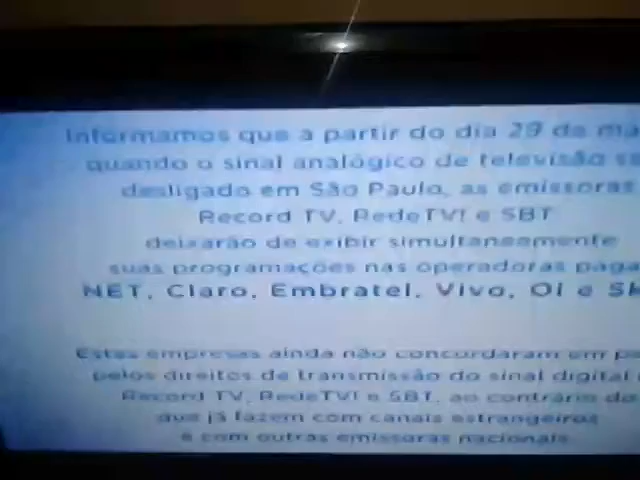 Informamos que a partir do dia 29 de
quando o sinal analógico de televisão
desligado em São Paulo, as emissoras
Record TV, RedeTV! e SBT
deixarão de exibir simultaneamente
suas programações nas operadoras
NET, Claro, Embratel, Vivo, Oi e
Estas empresas ainda não concordaram em
pelos direitos de transmissão do sinal digital
Record TV, RedeTV! e SBT, ao contrário
que já fazem com canais estrangeiros
e com outras emissoras nacionais.